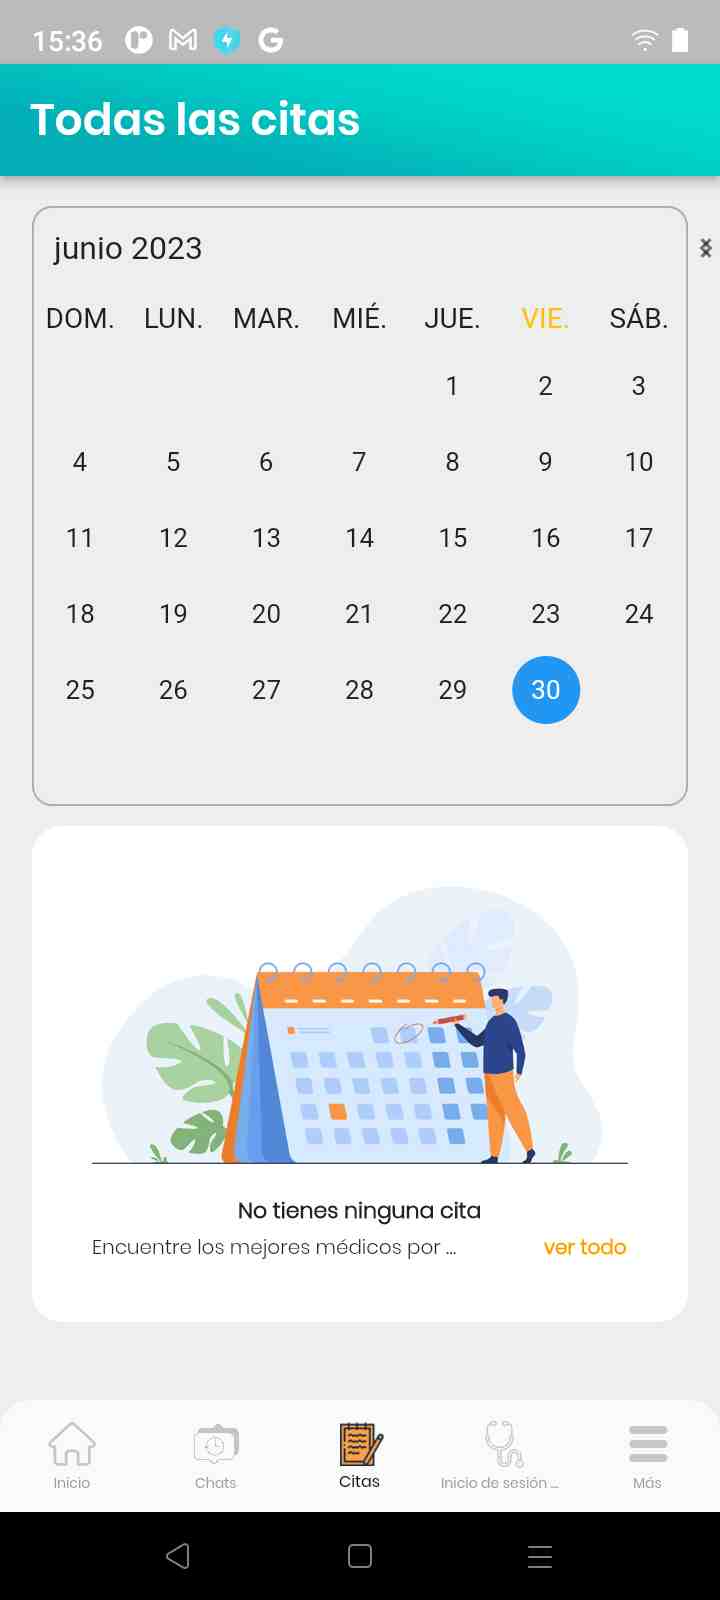 15:36
Todas las citas
junio 2023
DOM. LUN. MAR. MIÉ. JUE. VIE. SÁB.
1 2 3
4 5 6 7 8 9 10
11 12 13 14 15 16 17
18 19 20 21 22 23 24
25 26 27 28 29 30
No tienes ninguna cita
Encuentre los mejores médicos por ... ver todo
Inicio Chats Citas Inicio de sesión ... Más